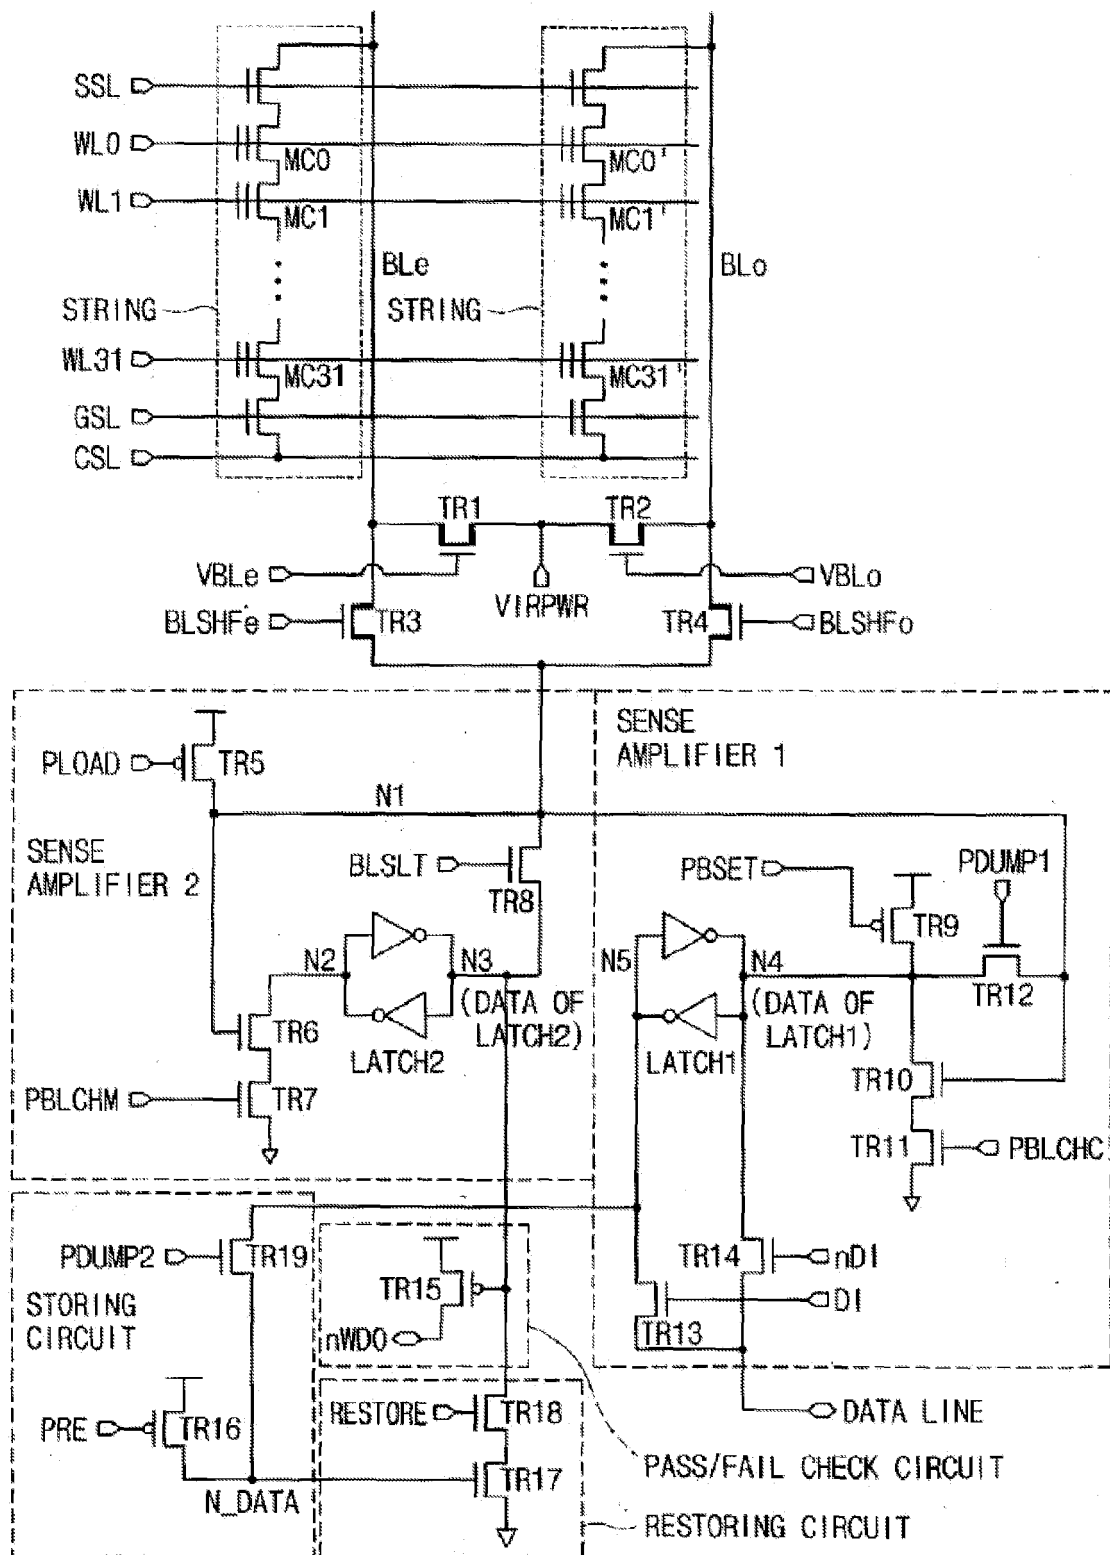 SSL
WL0
MC0
MC0'
WL1
MC1
MC1'
BLe
BLo
STRING
STRING
WL31
MC31
MC31'
GSL
CSL
TR1
TR2
VBLe
VIRPWR
VBLo
BLSHFe
TR3
TR4
BLSHFo
SENSE
AMPLIFIER 1
PLOAD
TR5
N1
SENSE
AMPLIFIER 2
BLSLT
TR8
PBSET
PDUMP1
TR9
N2
N3
N5
N4
TR12
(DATA OF
LATCH2)
(DATA OF
LATCH1)
TR6
LATCH2
LATCH1
TR10
PBLCHM
TR7
TR11
PBLCHC
PDUMP2
TR19
TR14
nDI
STORING
CIRCUIT
TR15
DI
nWDO
TR13
PRE
TR16
RESTORE
TR18
DATA LINE
TR17
PASS/FAIL CHECK CIRCUIT
N_DATA
RESTORING CIRCUIT